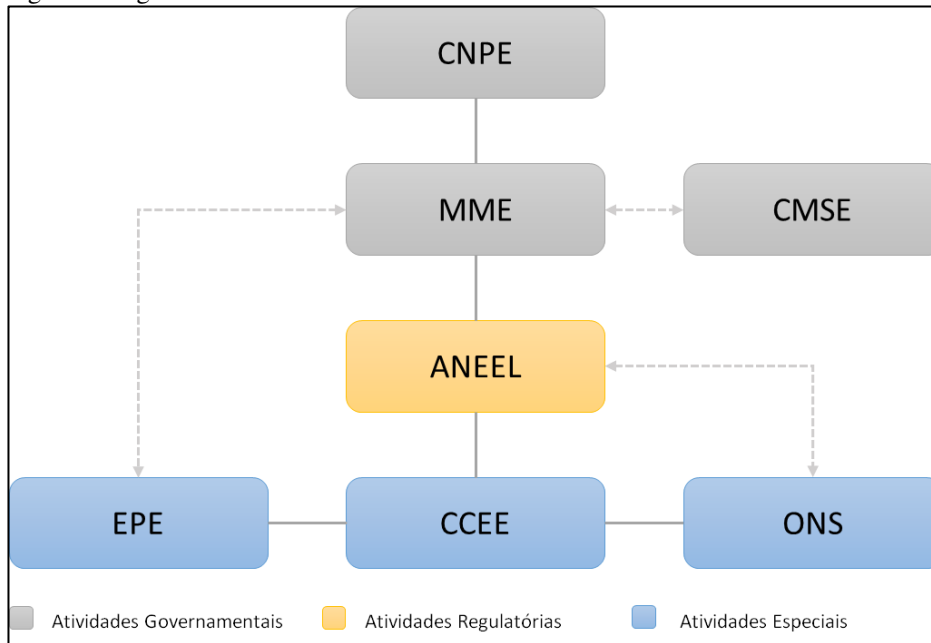 CNPE
MME
CMSE
ANEEL
EPE
CCEE
ONS
Atividades Governamentais
Atividades Regulatórias
Atividades Especiais